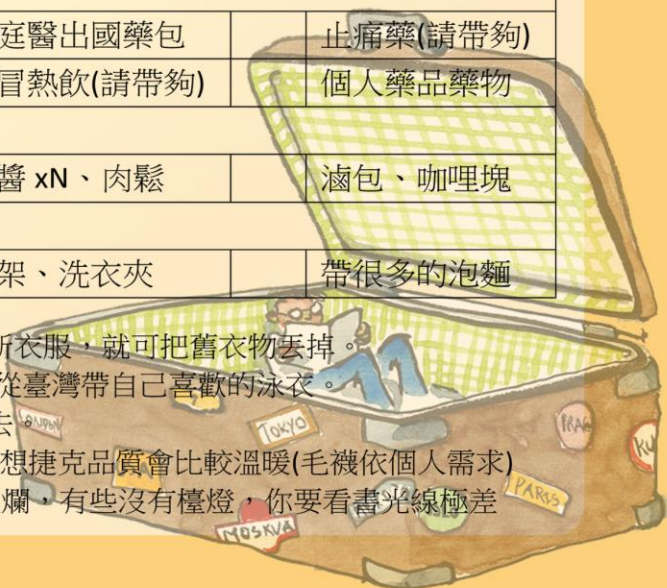 庭醫出國藥包 止痛藥(請帶夠)
冒熱飲(請帶夠) 個人藥品藥物
醬 xN、肉鬆 滷包、咖哩塊
架、洗衣夾 帶很多的泡麵
新衣服，就可把舊衣物丟掉。
從臺灣帶自己喜歡的泳衣。
去。
想捷克品質會比較溫暖(毛襪依個人需求)
爛，有些沒有檯燈，你要看書光線極差
LONDON
TOKYO
PARIS
MOSKVA